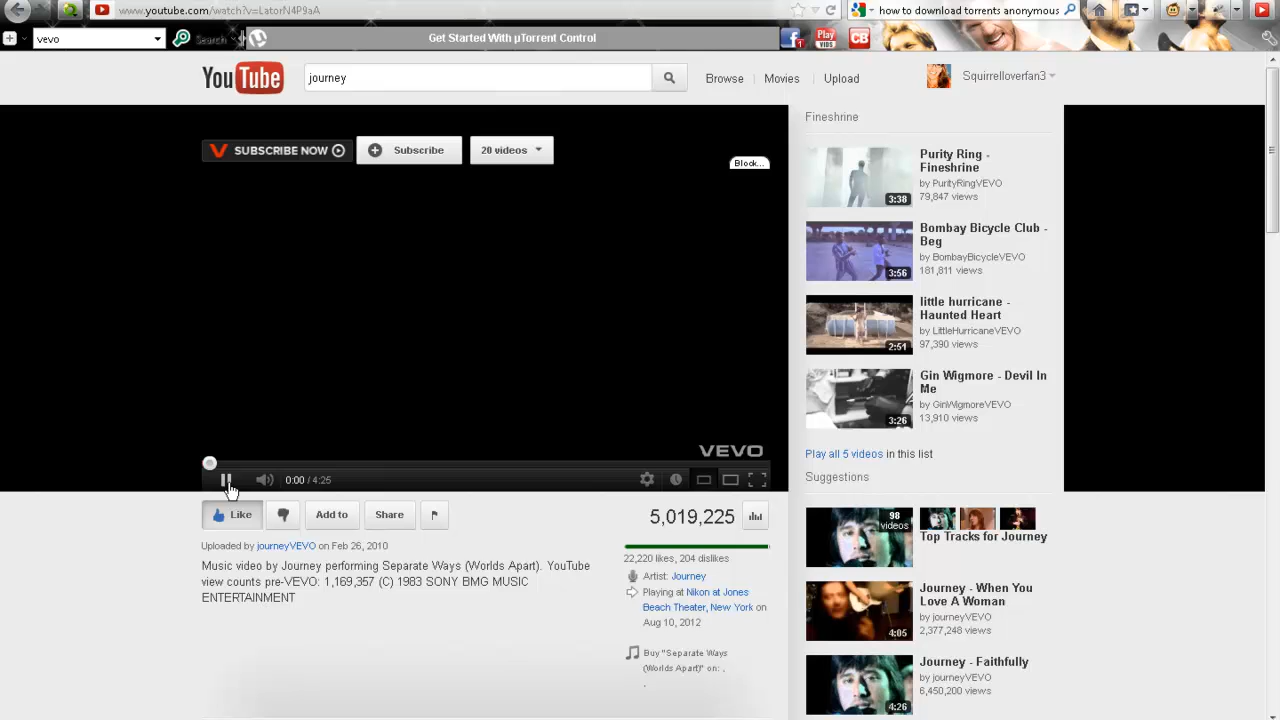 www.youtube.com/watch?v=LatorN4P9aA
how to download torrents anonymous
vevo
Search
Get Started With µTorrent Control
1
Play
VIDS
CB
YouTube
journey
Browse
Movies
Upload
Squirrelloverfan3
SUBSCRIBE NOW
Subscribe
20 videos
Block...
VEVO
0:00 / 4:25
Like
Add to
Share
5,019,225
Uploaded by journeyVEVO on Feb 26, 2010
Music video by Journey performing Separate Ways (Worlds Apart). YouTube
view counts pre-VEVO: 1,169,357 (C) 1983 SONY BMG MUSIC
ENTERTAINMENT
22,220 likes, 204 dislikes
Artist: Journey
Playing at Nikon at Jones
Beach Theater, New York on
Aug 10, 2012
Buy "Separate Ways
(Worlds Apart)" on: ,
.
Fineshrine
Purity Ring -
Fineshrine
by PurityRingVEVO
79,847 views
3:38
Bombay Bicycle Club -
Beg
by BombayBicycleVEVO
181,811 views
3:56
little hurricane -
Haunted Heart
by LittleHurricaneVEVO
97,390 views
2:51
Gin Wigmore - Devil In
Me
by GinWigmoreVEVO
13,910 views
3:26
Play all 5 videos in this list
Suggestions
98
videos
Top Tracks for Journey
Journey - When You
Love A Woman
by journeyVEVO
2,377,248 views
4:05
Journey - Faithfully
by journeyVEVO
6,450,200 views
4:26